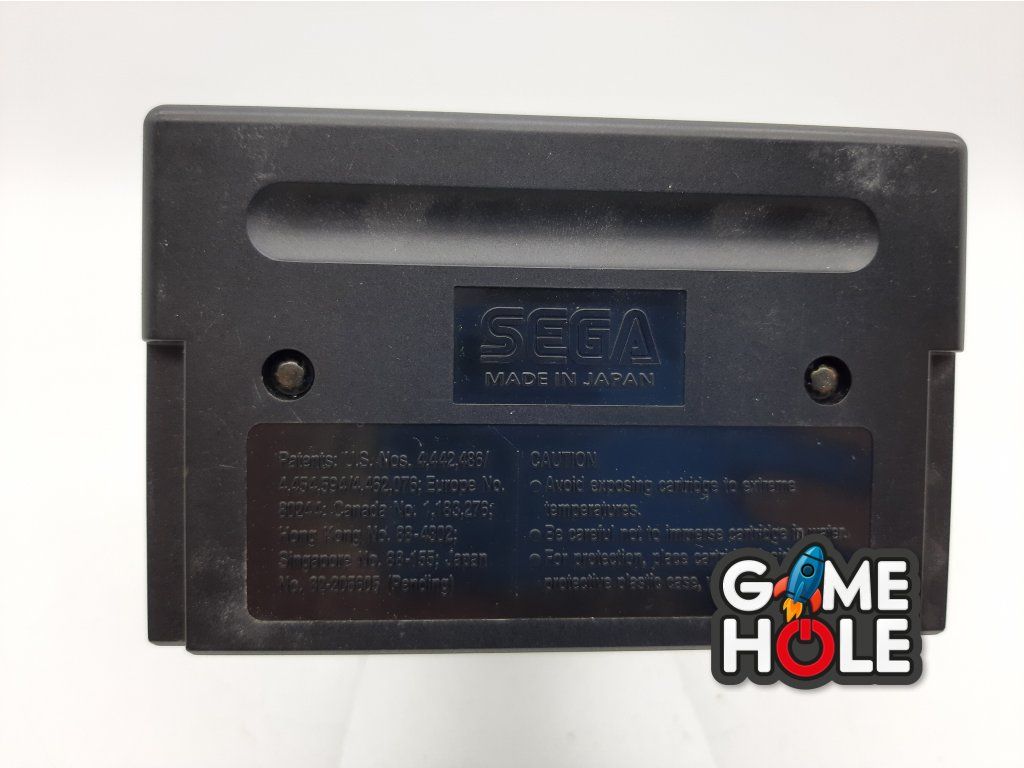 SEGA
MADE IN JAPAN
Patents: U.S. Nos. 4,442,486/
4,454,594/4,462,076; Europe No.
80244; Canada No. 1,183,276;
Hong Kong No. 88-4302;
Singapore No. 88-155; Japan
No. 82-205605 (Pending)
CAUTION
● Avoid exposing cartridge to extreme
temperatures.
● Be careful not to immerse cartridge in water.
● For protection, place
protective plastic case,
GAME
HOLE